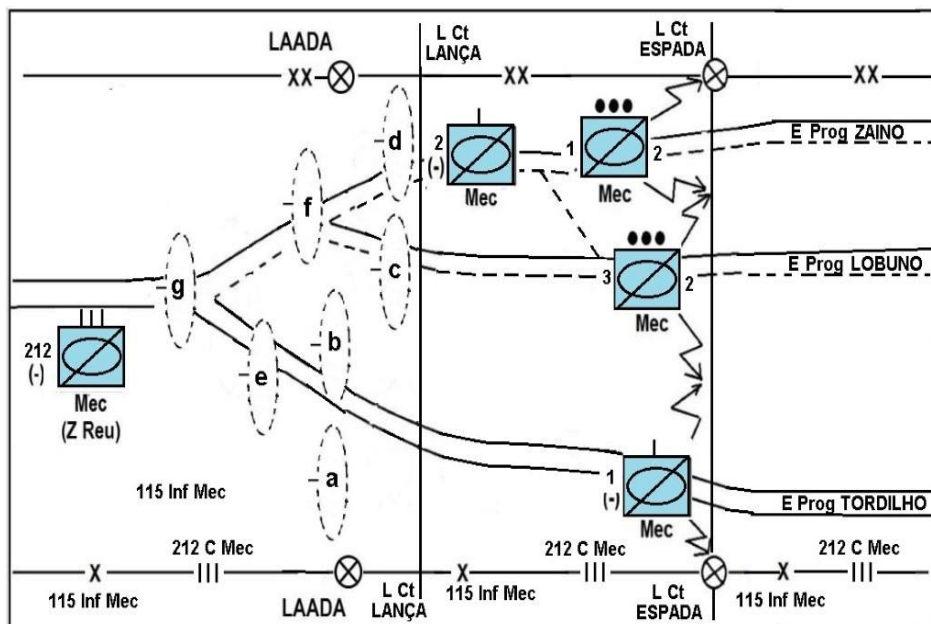 LAADA
L Ct
LANÇA
L Ct
ESPADA
XX
XX
XX
E Prog ZAINO
d
2
(-)
Mec
1
2
Mec
f
c
g
3
2
Mec
E Prog LOBUNO
212
(-)
Mec
(Z Reu)
b
e
a
1
(-)
Mec
E Prog TORDILHO
115 Inf Mec
212 C Mec
212 C Mec
212 C Mec
X
III
X
III
X
III
115 Inf Mec
LAADA
L Ct
LANÇA
115 Inf Mec
L Ct
ESPADA
115 Inf Mec